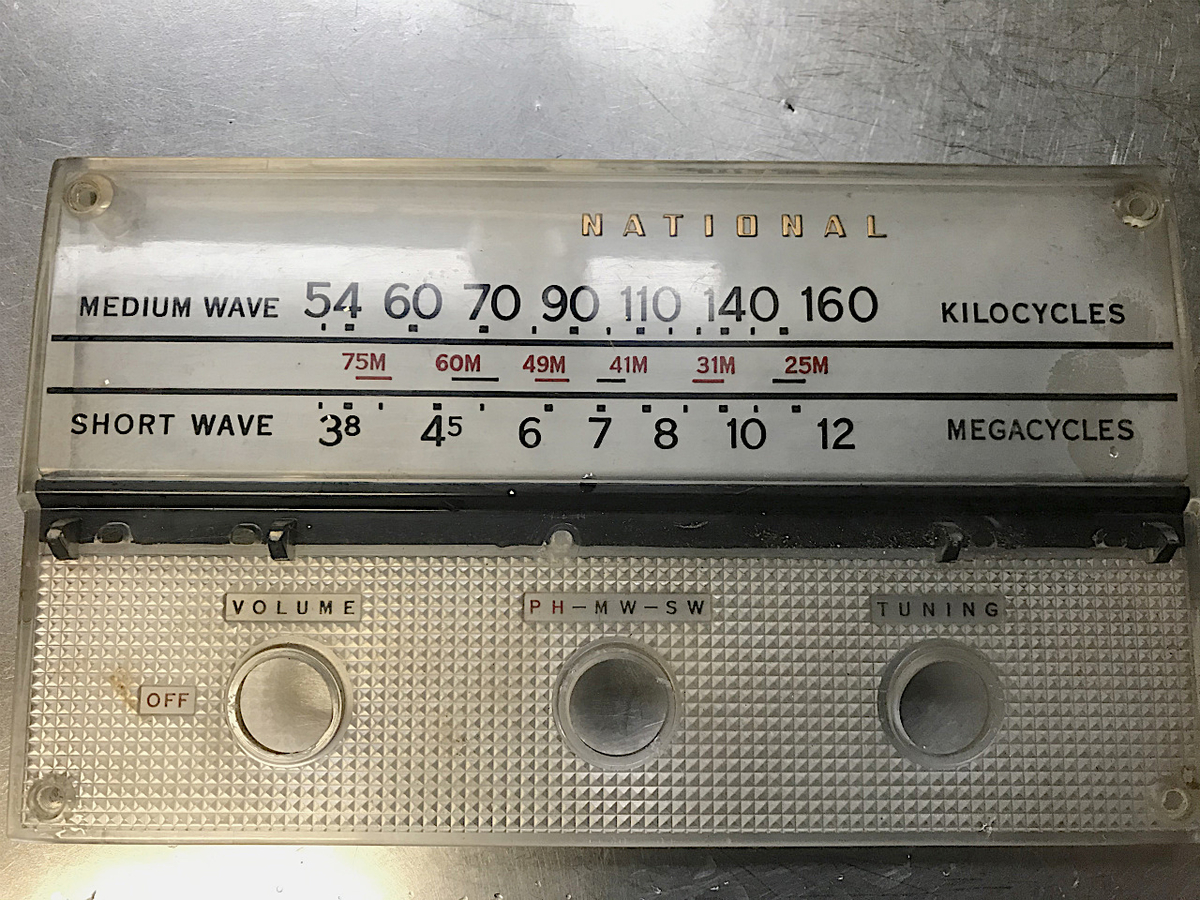 NATIONAL
MEDIUM WAVE 54 60 70 90 110 140 160 KILOCYCLES
75M 60M 49M 41M 31M 25M
SHORT WAVE 3⁸ 4⁵ 6 7 8 10 12 MEGACYCLES
VOLUME PH-MW-SW TUNING
OFF